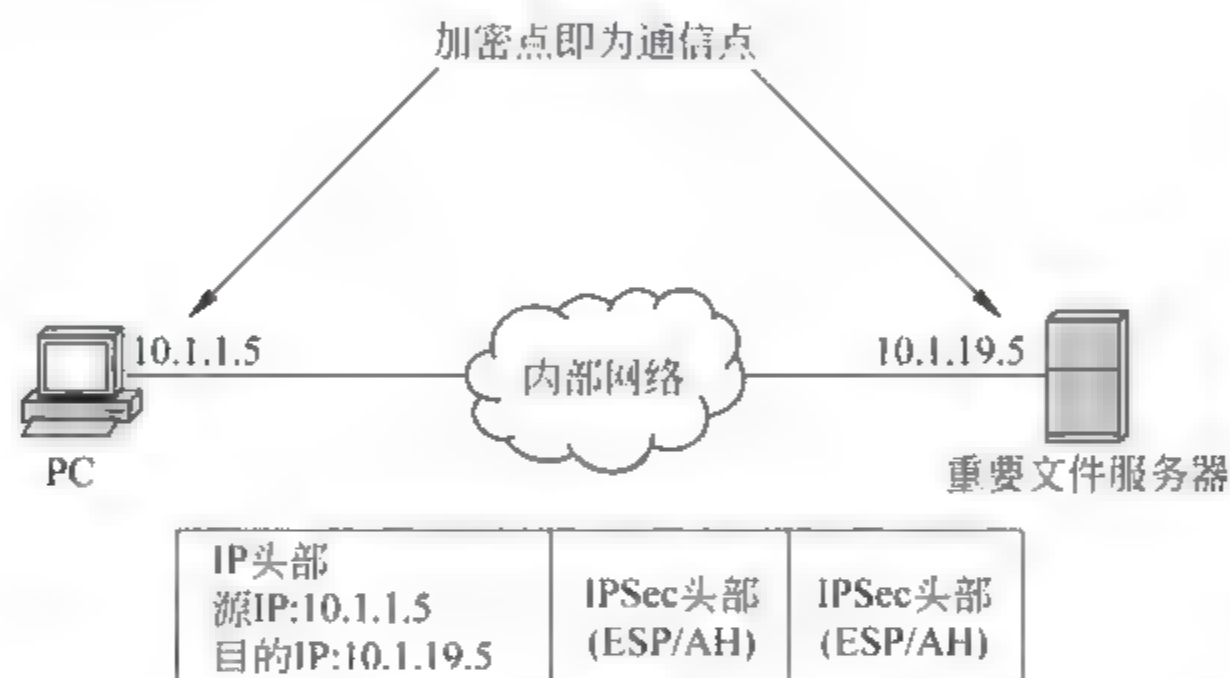 加密点即为通信点
10.1.1.5
10.1.19.5
内部网络
PC
重要文件服务器
IP头部
源IP:10.1.1.5
目的IP:10.1.19.5
IPSec头部
(ESP/AH)
IPSec头部
(ESP/AH)